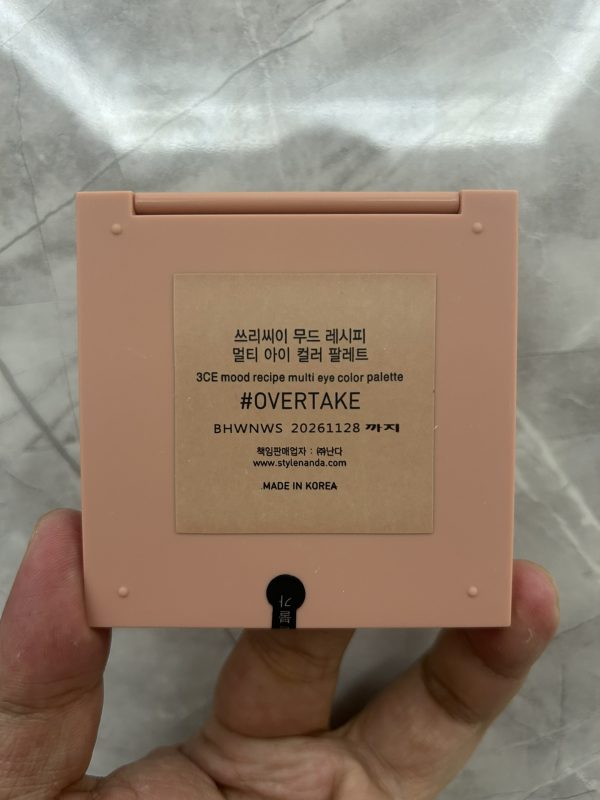 쓰리씨이 무드 레시피
멀티 아이 컬러 팔레트
3CE mood recipe multi eye color palette
#OVERTAKE
BHWNWS 20261128 까지
책임판매업자 : ㈜난다
www.stylenanda.com
MADE IN KOREA